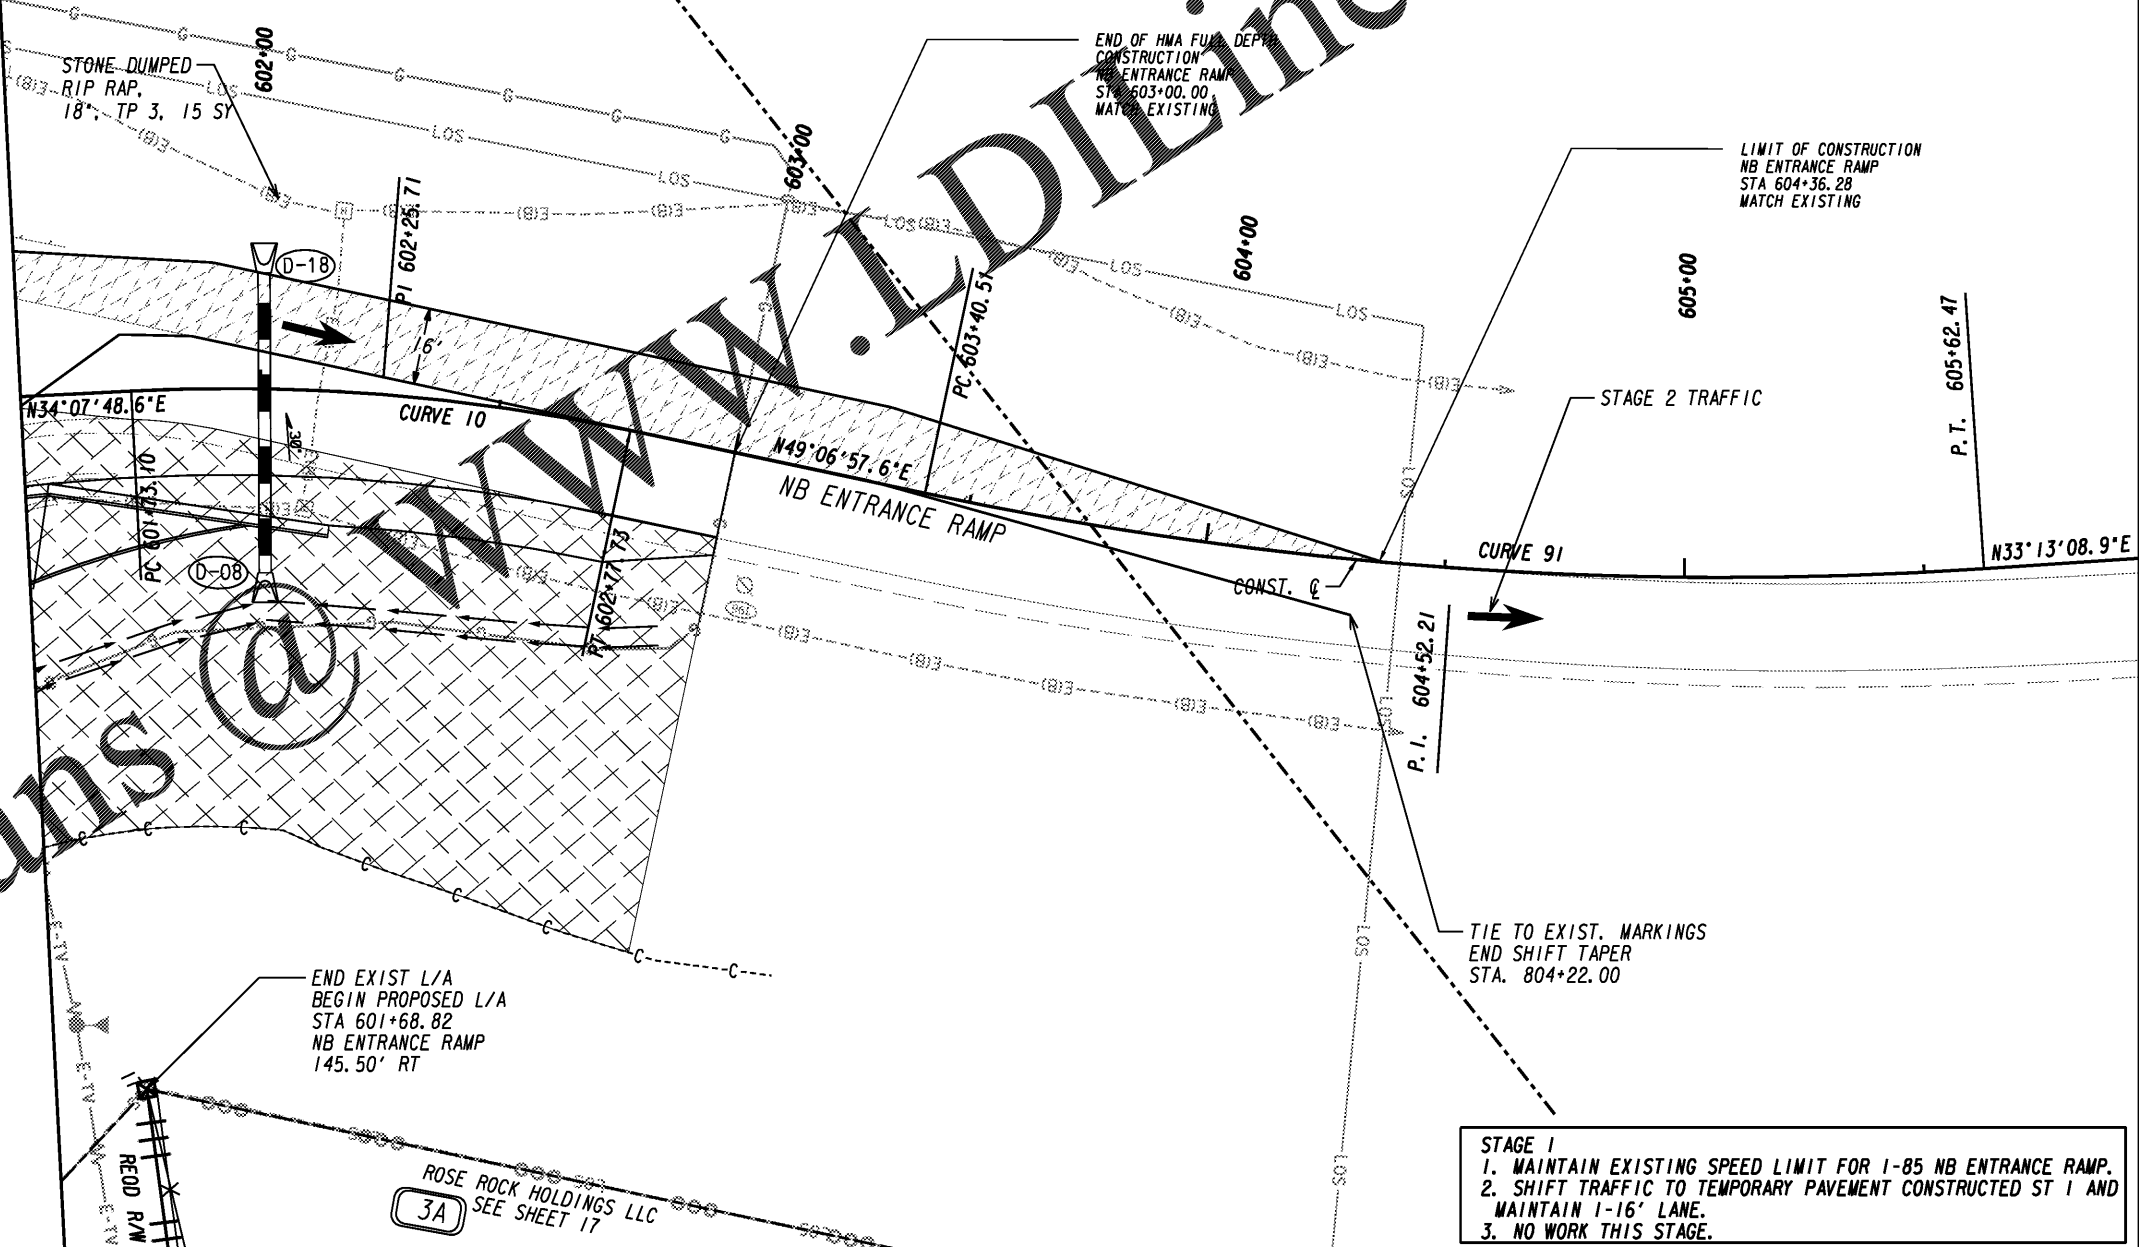 602+00
STONE DUMPED
RIP RAP,
18", TP 3, 15 SY
END OF HMA FULL DEPTH
CONSTRUCTION
NB ENTRANCE RAMP
STA 603+00.00
MATCH EXISTING
603+00
LIMIT OF CONSTRUCTION
NB ENTRANCE RAMP
STA 604+36.28
MATCH EXISTING
PI 602+25.71
D-18
604+00
605+00
16'
PC 603+40.57
P.T. 605+62.47
STAGE 2 TRAFFIC
N34°07'48.6"E
CURVE 10
30'
N49°06'57.6"E
NB ENTRANCE RAMP
PC 601+73.10
D-08
PT 602+77.73
CURVE 91
N33°13'08.9"E
CONST. ℄
P.I. 604+52.21
www.LDILine
ans @
TIE TO EXIST. MARKINGS
END SHIFT TAPER
STA. 804+22.00
END EXIST L/A
BEGIN PROPOSED L/A
STA 601+68.82
NB ENTRANCE RAMP
145.50' RT
REQD R/W
ROSE ROCK HOLDINGS LLC
3A SEE SHEET 17
STAGE 1
1. MAINTAIN EXISTING SPEED LIMIT FOR I-85 NB ENTRANCE RAMP.
2. SHIFT TRAFFIC TO TEMPORARY PAVEMENT CONSTRUCTED ST 1 AND
MAINTAIN 1-16' LANE.
3. NO WORK THIS STAGE.